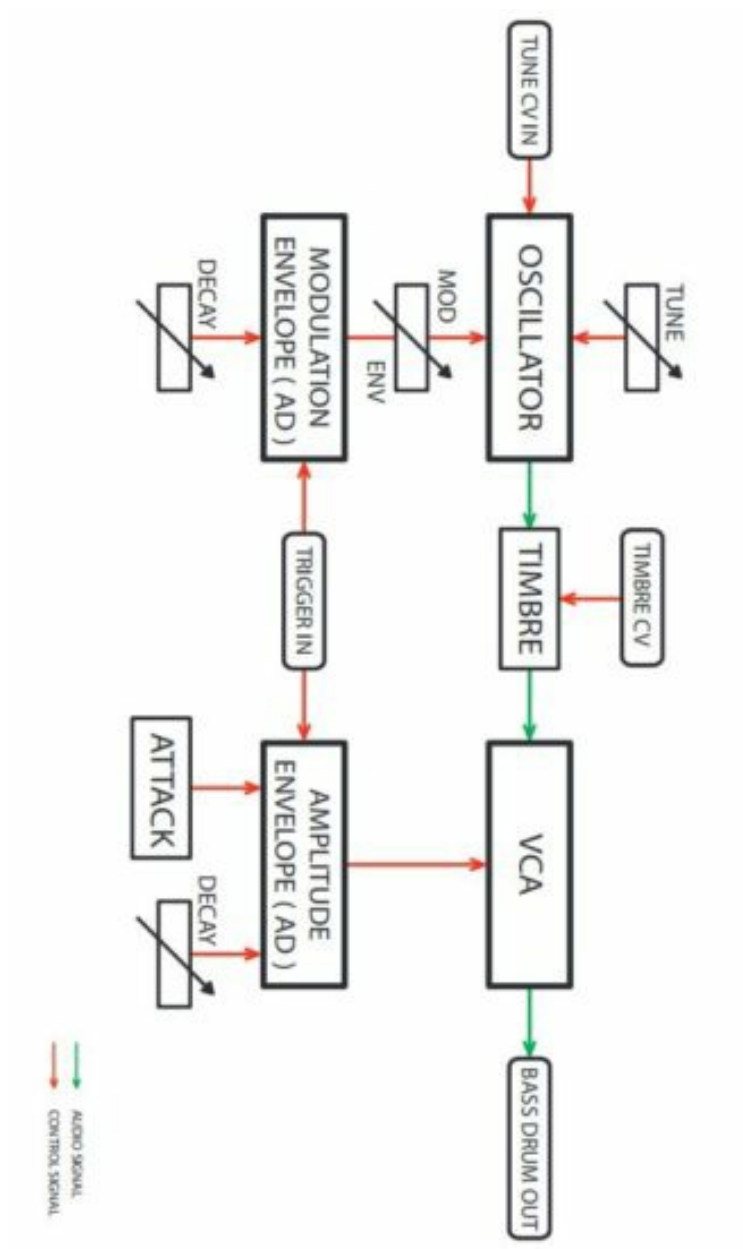 TUNE
TIMBRE CV
TUNE CV IN
OSCILLATOR
TIMBRE
VCA
BASS DRUM OUT
MOD
ENV
MODULATION
ENVELOPE ( AD )
TRIGGER IN
AMPLITUDE
ENVELOPE ( AD )
DECAY
ATTACK
DECAY
AUDIO SIGNAL
CONTROL SIGNAL